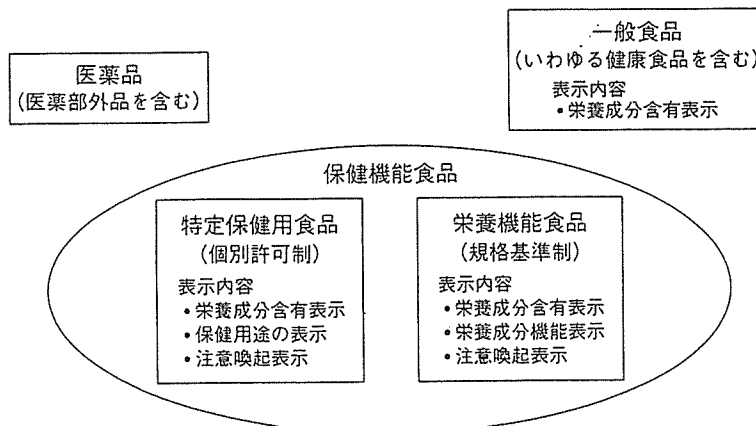 医薬品
(医薬部外品を含む)
一般食品
(いわゆる健康食品を含む)
表示内容
•栄養成分含有表示
保健機能食品
特定保健用食品
(個別許可制)
表示内容
•栄養成分含有表示
•保健用途の表示
•注意喚起表示
栄養機能食品
(規格基準制)
表示内容
•栄養成分含有表示
•栄養成分機能表示
•注意喚起表示